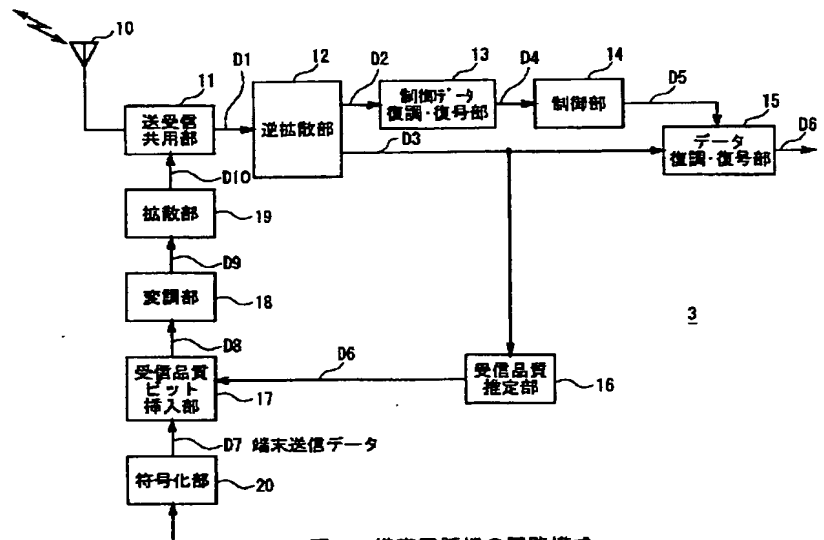 10
11
送受信
共用部
D1
12
逆拡散部
D2
13
制御データ
復調・復号部
D4
14
制御部
D5
15
データ
復調・復号部
D6
D3
D10
拡散部
19
D9
変調部
18
3
D8
受信品質
ビット
挿入部
17
D6
受信品質
推定部
16
D7 端末送信データ
符号化部
20